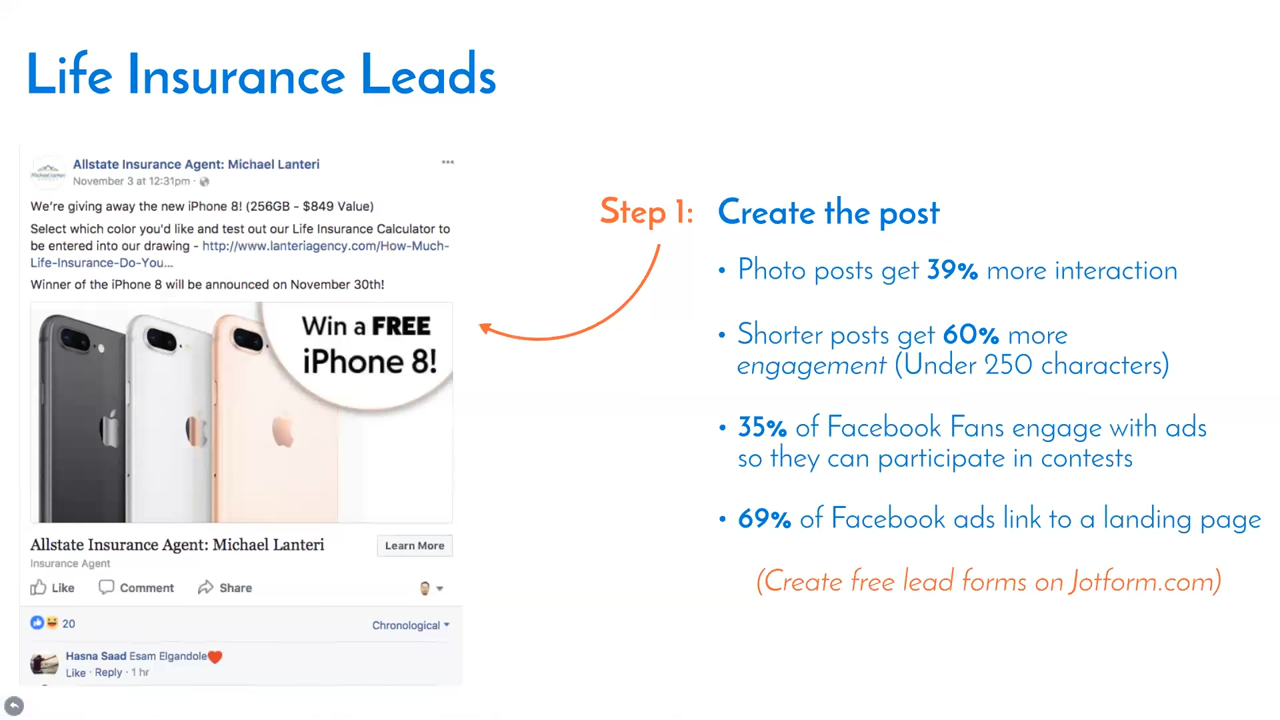 Life Insurance Leads
Allstate Insurance Agent: Michael Lanteri
November 3 at 12:31pm ·
We're giving away the new iPhone 8! (256GB - $849 Value)
Select which color you'd like and test out our Life Insurance Calculator to
be entered into our drawing - http://www.lanteriagency.com/How-Much-
Life-Insurance-Do-You...
Winner of the iPhone 8 will be announced on November 30th!
Win a FREE
iPhone 8!
Allstate Insurance Agent: Michael Lanteri
Learn More
Insurance Agent
Like Comment Share
20
Chronological
Hasna Saad Esam Elgandole
Like · Reply · 1 hr
Step 1: Create the post
• Photo posts get 39% more interaction
• Shorter posts get 60% more
engagement (Under 250 characters)
• 35% of Facebook Fans engage with ads
so they can participate in contests
• 69% of Facebook ads link to a landing page
(Create free lead forms on Jotform.com)